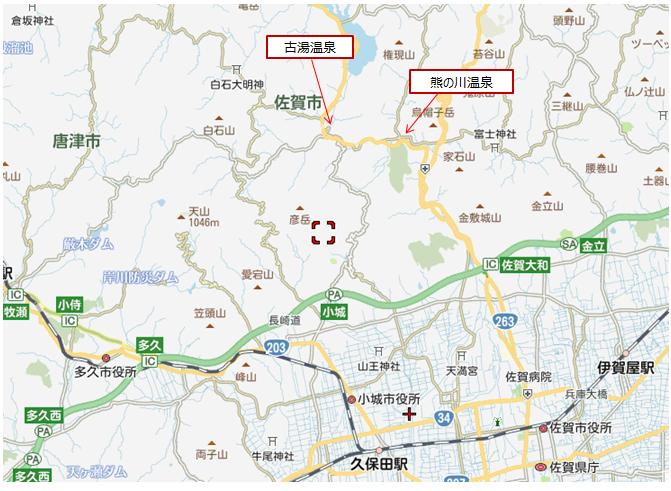 倉坂神社
亀岳
頭野山
苔谷山
権現山
白石大明神
古湯温泉
熊の川温泉
佐賀市
烏帽子岳
仏ノ辻山
三継山
富士神社
唐津市
白石山
家石山
腰巻山
土器山
天山
1046m
彦岳
金敷城山
金立山
厳木ダム
岸川防災ダム
愛宕山
SA
金立
IC
佐賀大和
駅
IC
牧瀬
小侍
IC
笠頭山
長崎道
PA
小城
263
多久
IC
多久市役所
203
峰山
山王神社
天満宮
佐賀病院
伊賀屋駅
兵庫大橋
小城市役所
34
佐賀市役所
多久西
PA
多久西
PA
両子山
牛尾神社
久保田駅
佐賀県庁
天ヶ瀬ダム
207